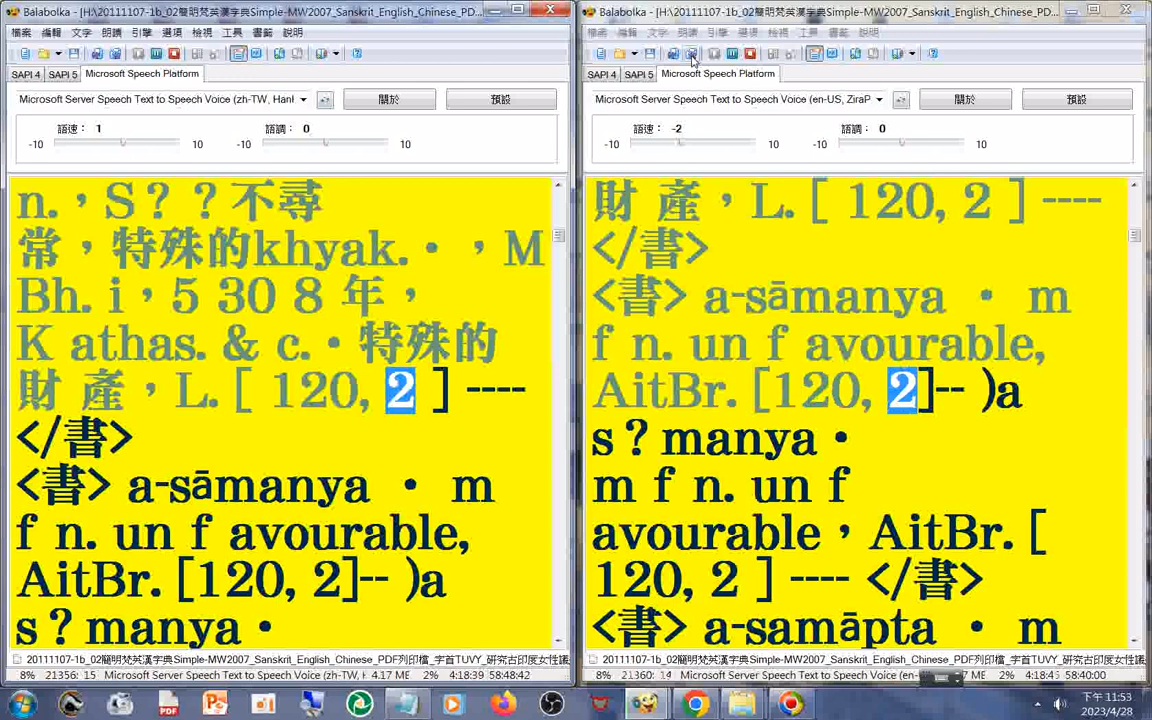 Balabolka - [H:\20111107-1b_02簡明梵英漢字典Simple-MW2007_Sanskrit_English_Chinese_PD...
檔案 編輯 文字 朗讀 引擎 選項 檢視 工具 書籤 說明
SAPI 4 SAPI 5 Microsoft Speech Platform
Microsoft Server Speech Text to Speech Voice (zh-TW, Hanl
關於 預設
語速： 1 語調： 0
-10 10 -10 10
n.，S？？不尋
常，特殊的khyak.‧，M
Bh. i，5 30 8 年，
K athas. & c.‧特殊的
財 產，L. [ 120, 2 ] ----
</書>
<書> a-sāmanya ‧ m
f n. un f avourable,
AitBr. [120, 2]-- )a
s？manya‧
20111107-1b_02簡明梵英漢字典Simple-MW2007_Sanskrit_English_Chinese_PDF列印檔_字首TUVY_研究古印度女性議
8% 21356: 15 Microsoft Server Speech Text to Speech Voice (zh-TW, H 4.17 ME 2% 4:18:39 58:48:42
Balabolka - [H:\20111107-1b_02簡明梵英漢字典Simple-MW2007_Sanskrit_English_Chinese_PD...
檔案 編輯 文字 朗讀 引擎 選項 檢視 工具 書籤 說明
SAPI 4 SAPI 5 Microsoft Speech Platform
Microsoft Server Speech Text to Speech Voice (en-US, ZiraP
關於 預設
語速： -2 語調： 0
-10 10 -10 10
財 產，L. [ 120, 2 ] ----
</書>
<書> a-sāmanya ‧ m
f n. un f avourable,
AitBr. [120, 2]-- )a
s？manya‧
m f n. un f
avourable，AitBr. [
120, 2 ] ---- </書>
<書> a-samāpta ‧ m
20111107-1b_02簡明梵英漢字典Simple-MW2007_Sanskrit_English_Chinese_PDF列印檔_字首TUVY_研究古印度女性議
8% 21360: 14 Microsoft Server Speech Text to Speech Voice (en-U 4.17 ME 2% 4:18:45 58:40:00
下午 11:53
2023/4/28